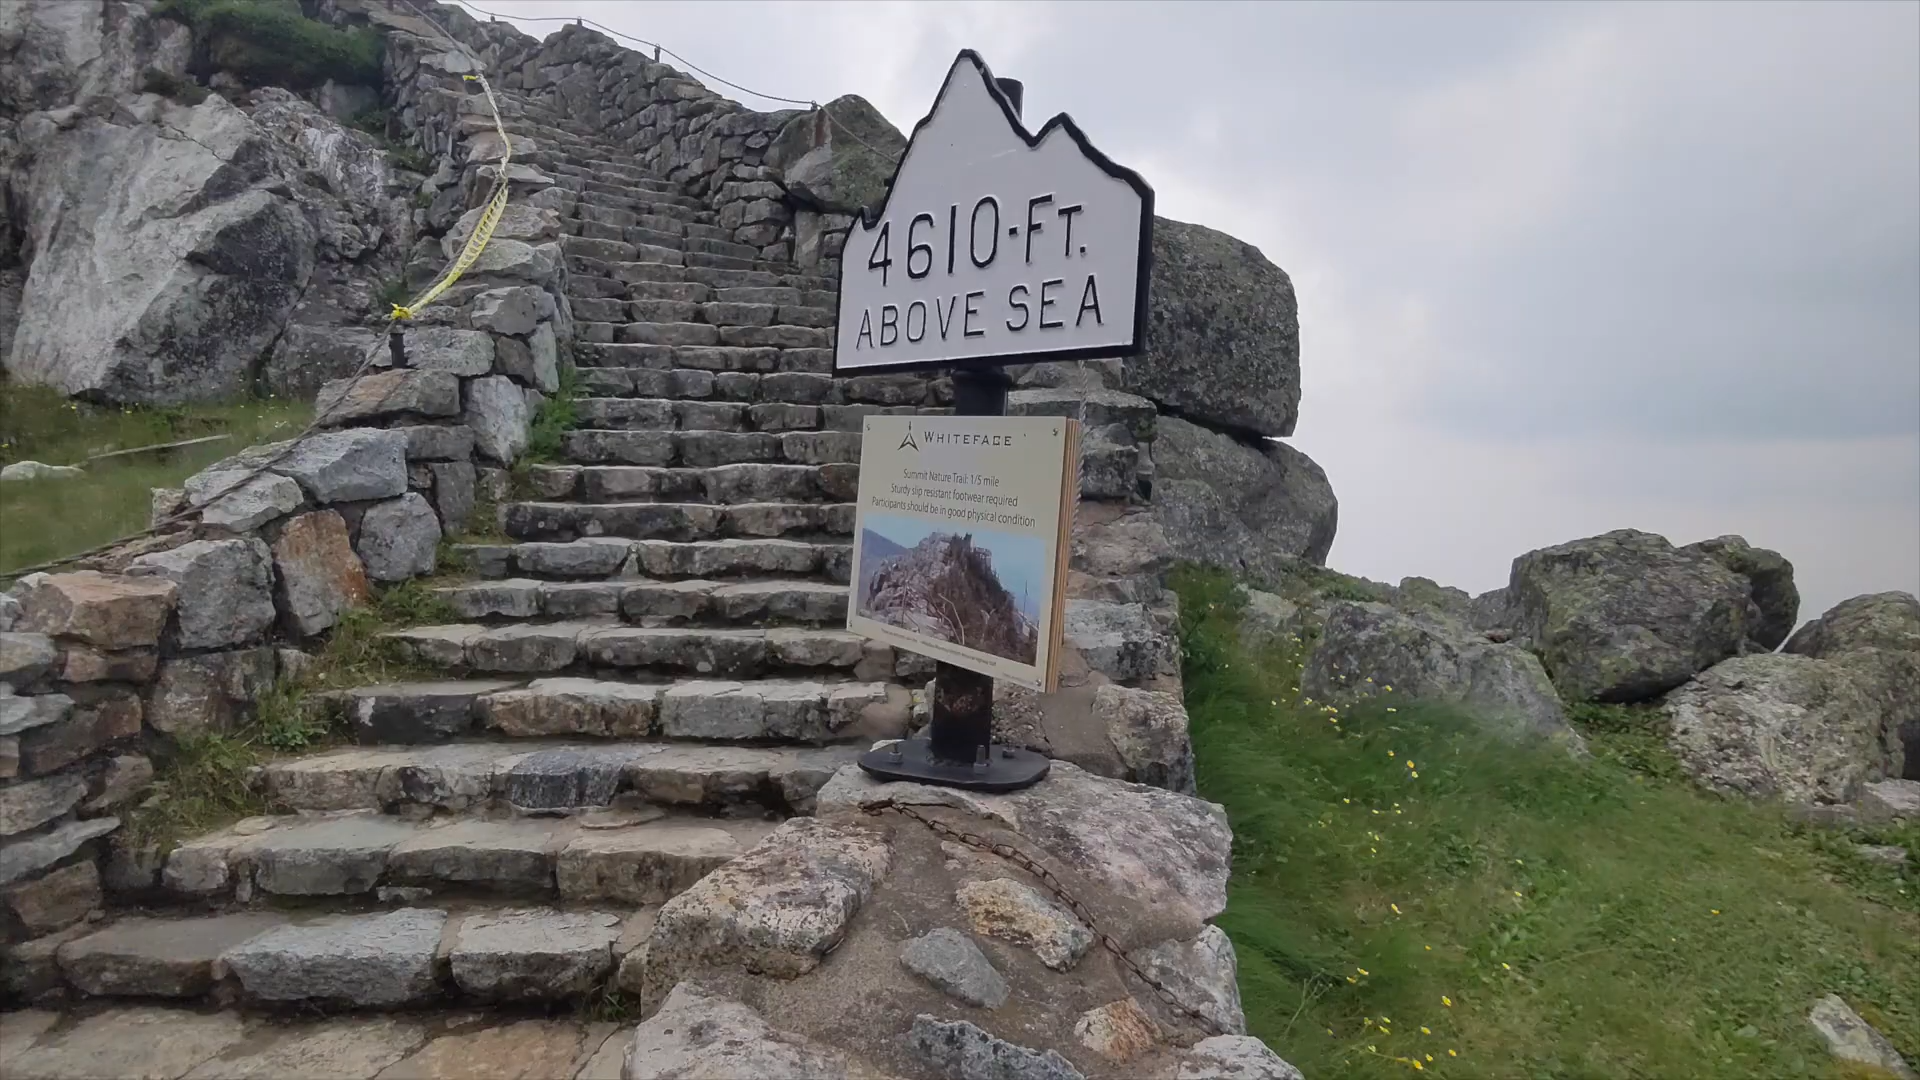 4610-FT.
ABOVE SEA
WHITEFACE
Summit Nature Trail: 1/5 mile
Sturdy slip resistant footwear required
Participants should be in good physical condition